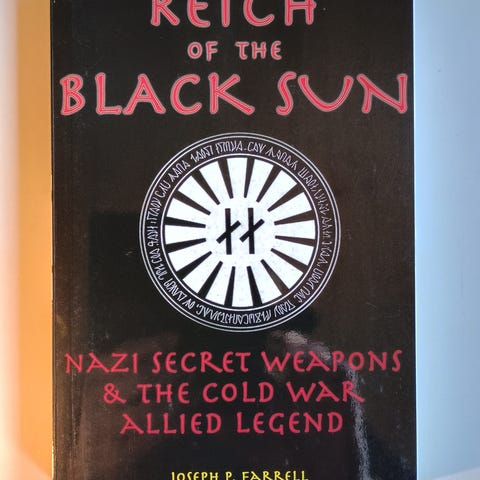 REICH
OF THE
BLACK SUN
NAZI SECRET WEAPONS
& THE COLD WAR
ALLIED LEGEND
JOSEPH P. FARRELL